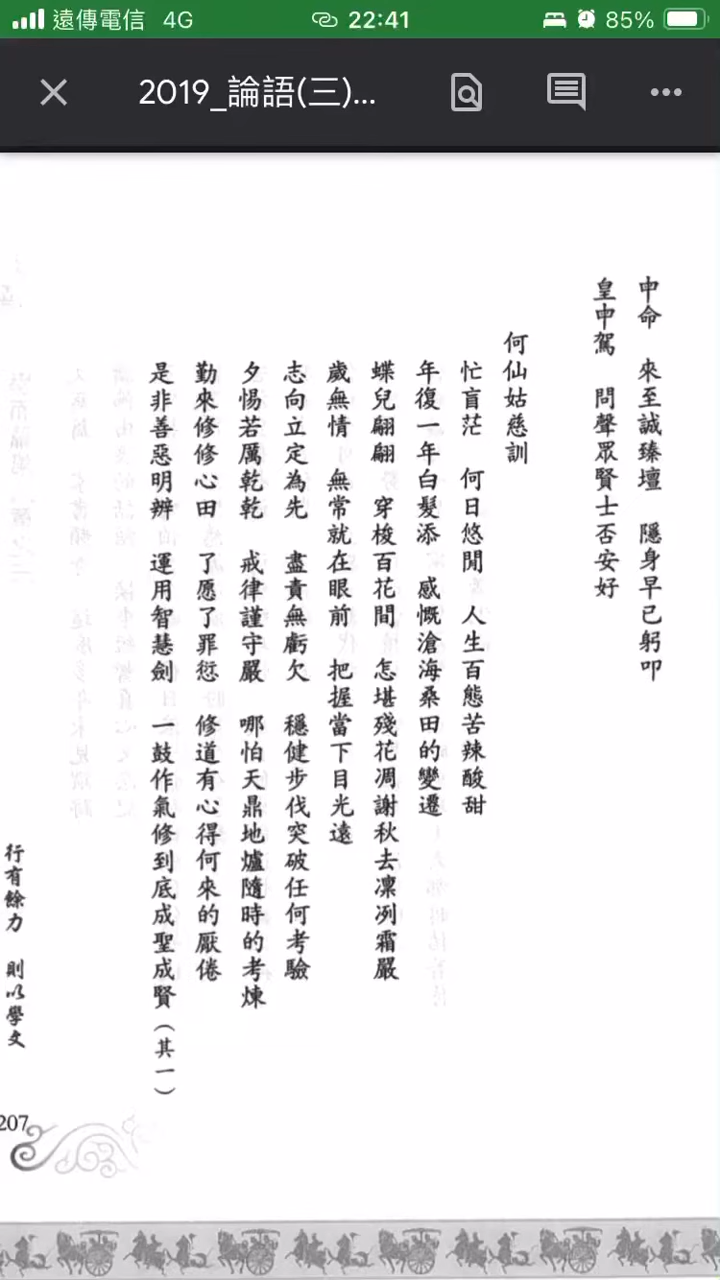 遠傳電信 4G 22:41 85%
2019_論語(三)...
申命　來至誠臻壇　隱身早已躬叩
皇申駕　問聲眾賢士否安好
何仙姑慈訓
忙盲茫　何日悠閒　人生百態苦辣酸甜
年復一年白髮添　感慨滄海桑田的變遷
蝶兒翩翩　穿梭百花間　怎堪殘花凋謝秋去凜冽霜嚴
歲無情　無常就在眼前　把握當下目光遠
志向立定為先　盡責無虧欠　穩健步伐突破任何考驗
夕惕若厲乾乾　戒律謹守嚴　哪怕天鼎地爐隨時的考煉
勤來修修心田　了愿了罪愆　修道有心得何來的厭倦
是非善惡明辨　運用智慧劍　一鼓作氣修到底成聖成賢（其一）
行有餘力　則以學文
207